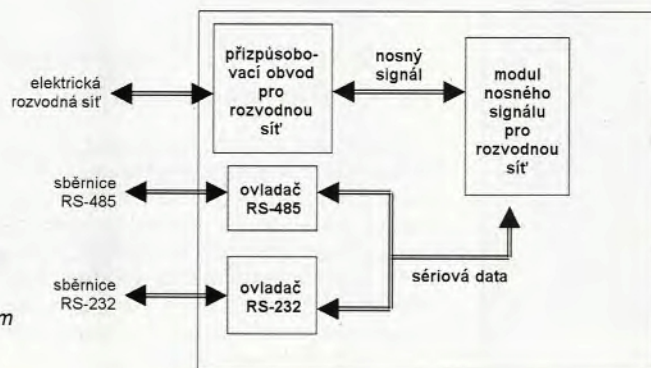 elektrická
rozvodná síť
přizpůsobo-
vací obvod
pro
rozvodnou
síť
nosný
signál
modul
nosného
signálu
pro
rozvodnou
síť
sběrnice
RS-485
ovladač
RS-485
sběrnice
RS-232
ovladač
RS-232
sériová data
m